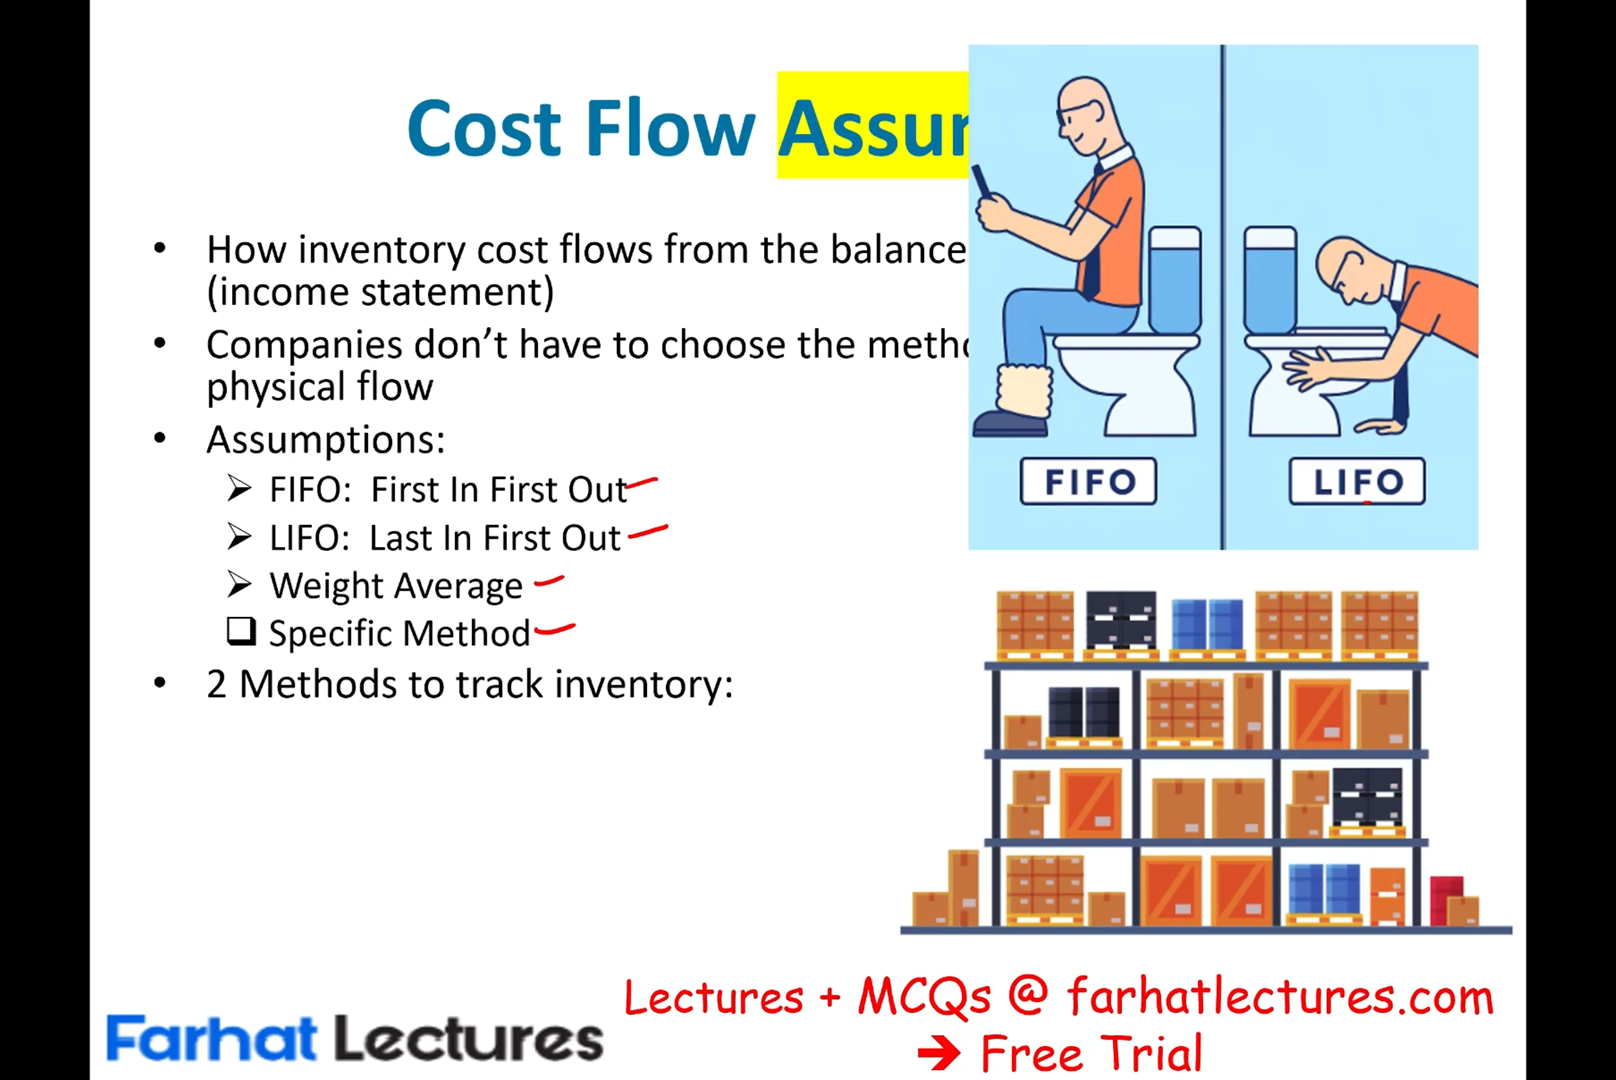 Cost Flow Assum
• How inventory cost flows from the balance
(income statement)
• Companies don't have to choose the metho
physical flow
• Assumptions:
➢ FIFO: First In First Out
➢ LIFO: Last In First Out
➢ Weight Average
❑ Specific Method
• 2 Methods to track inventory:
FIFO
LIFO
Lectures + MCQs @ farhatlectures.com
➔ Free Trial
Farhat Lectures